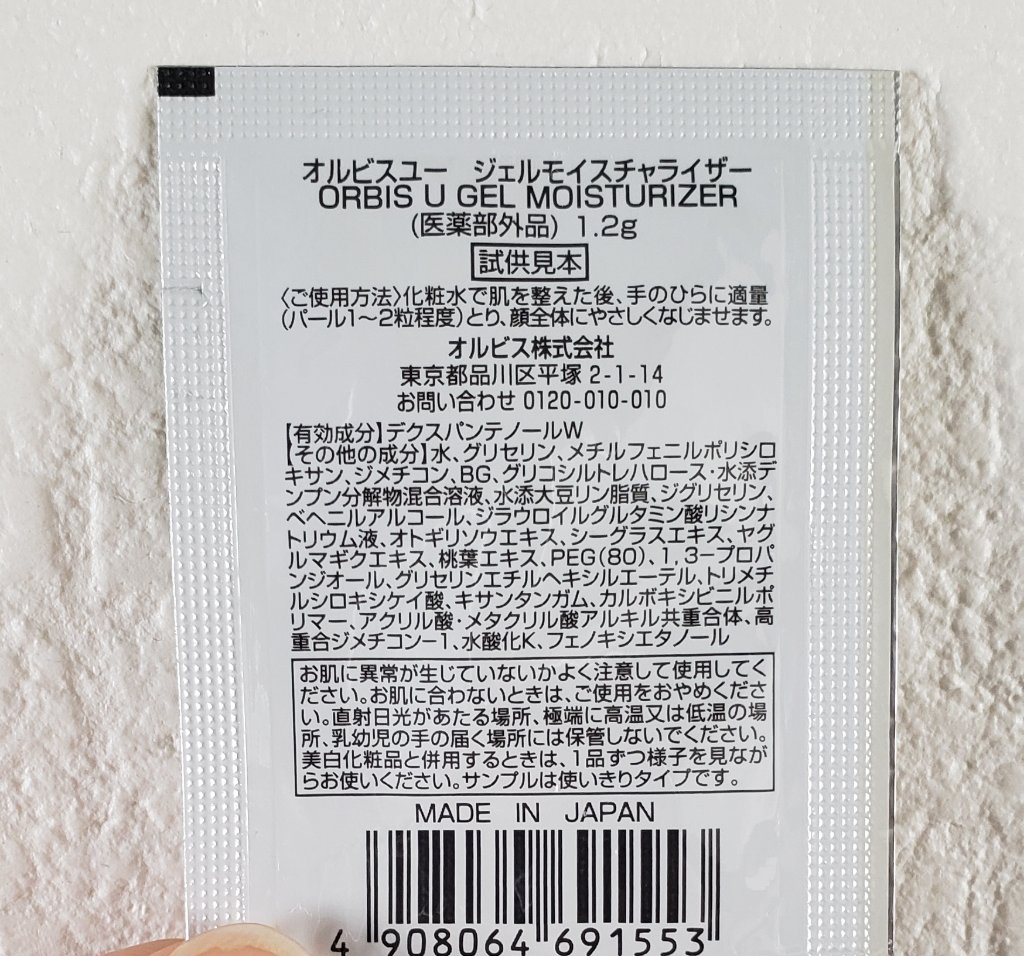 オルビスユー　ジェルモイスチャライザー
ORBIS U GEL MOISTURIZER
(医薬部外品) 1.2g
試供見本
〈ご使用方法〉化粧水で肌を整えた後、手のひらに適量
(パール1～2粒程度)とり、顔全体にやさしくなじませます。
オルビス株式会社
東京都品川区平塚 2-1-14
お問い合わせ 0120-010-010
【有効成分】デクスパンテノールW
【その他の成分】水、グリセリン、メチルフェニルポリシロ
キサン、ジメチコン、BG、グリコシルトレハロース・水添デ
ンプン分解物混合溶液、水添大豆リン脂質、ジグリセリン、
ベヘニルアルコール、ジラウロイルグルタミン酸リシンナ
トリウム液、オトギリソウエキス、シーグラスエキス、ヤグ
ルマギクエキス、桃葉エキス、PEG(80)、1,3−プロパ
ンジオール、グリセリンエチルヘキシルエーテル、トリメチ
ルシロキシケイ酸、キサンタンガム、カルボキシビニルポ
リマー、アクリル酸・メタクリル酸アルキル共重合体、高
重合ジメチコン−1、水酸化K、フェノキシエタノール
お肌に異常が生じていないかよく注意して使用してく
ださい。お肌に合わないときは、ご使用をおやめくださ
い。直射日光があたる場所、極端に高温又は低温の場
所、乳幼児の手の届く場所には保管しないでください。
美白化粧品と併用するときは、1品ずつ様子を見なが
らお使いください。サンプルは使いきりタイプです。
MADE IN JAPAN
4 908064 691553